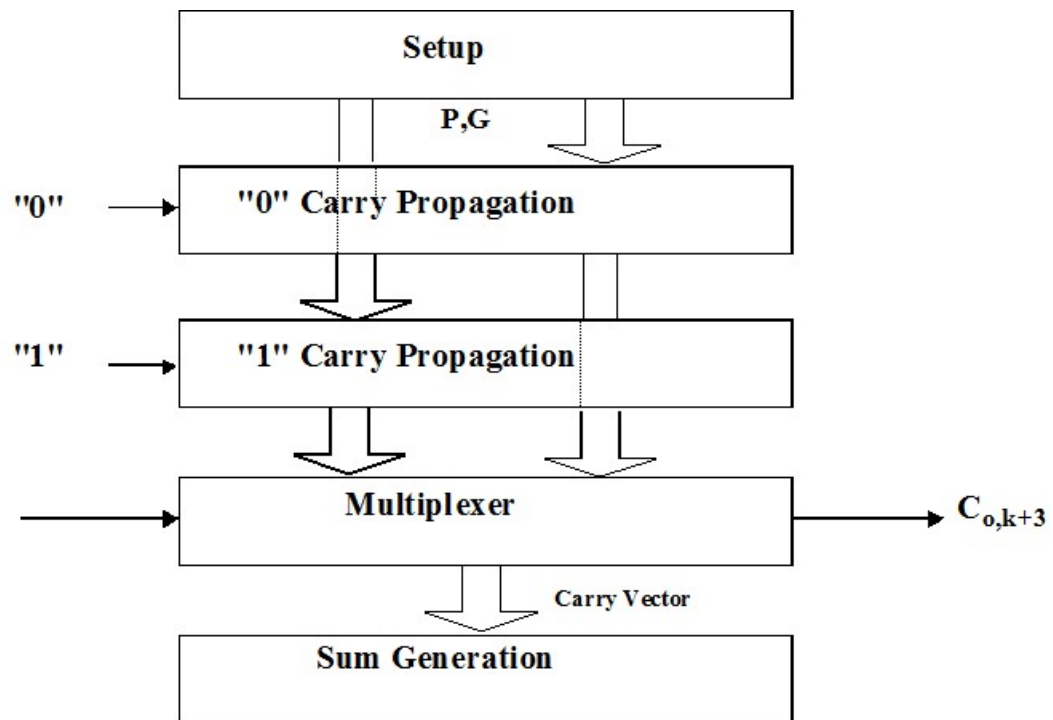 Setup
P,G
"0"
"0" Carry Propagation
"1"
"1" Carry Propagation
Multiplexer
Co,k+3
Carry Vector
Sum Generation